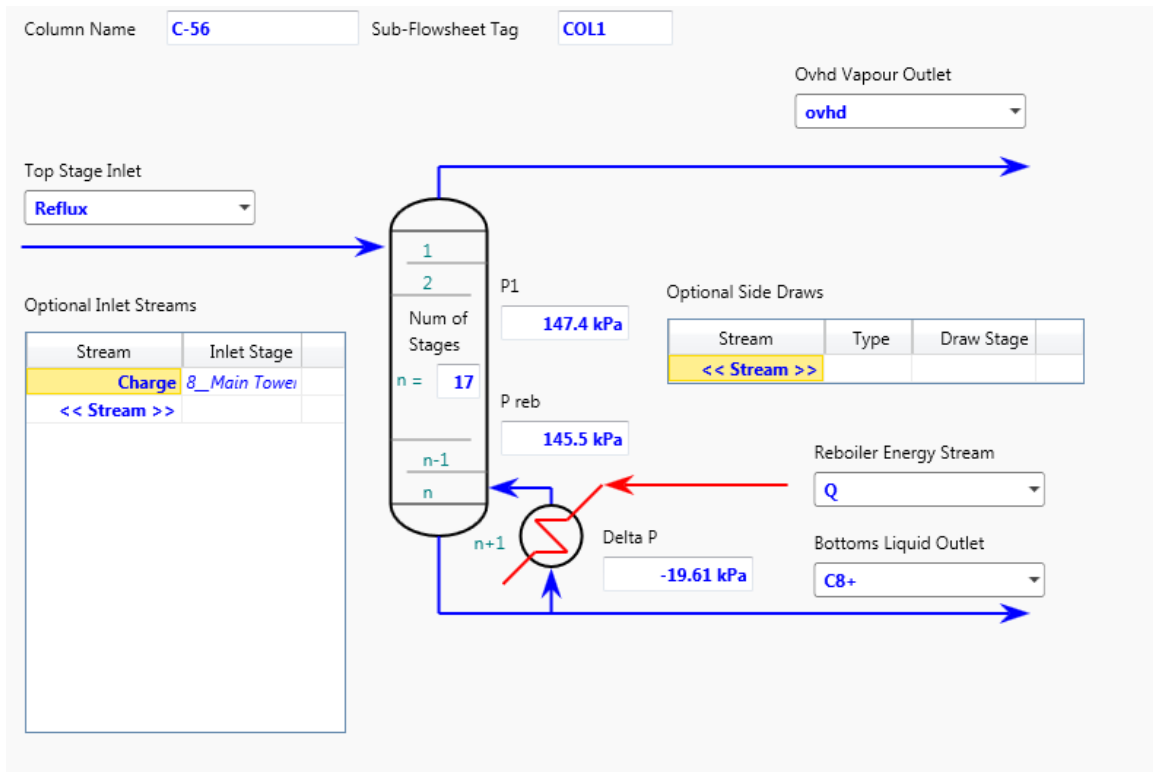 Column Name C-56 Sub-Flowsheet Tag COL1
Ovhd Vapour Outlet
ovhd
Top Stage Inlet
Reflux
1
2
Num of
Stages
n = 17
n-1
n
n+1
P1
147.4 kPa
P reb
145.5 kPa
Delta P
-19.61 kPa
Optional Inlet Streams
Stream Inlet Stage
Charge 8__Main Tower
<< Stream >>
Optional Side Draws
Stream Type Draw Stage
<< Stream >>
Reboiler Energy Stream
Q
Bottoms Liquid Outlet
C8+